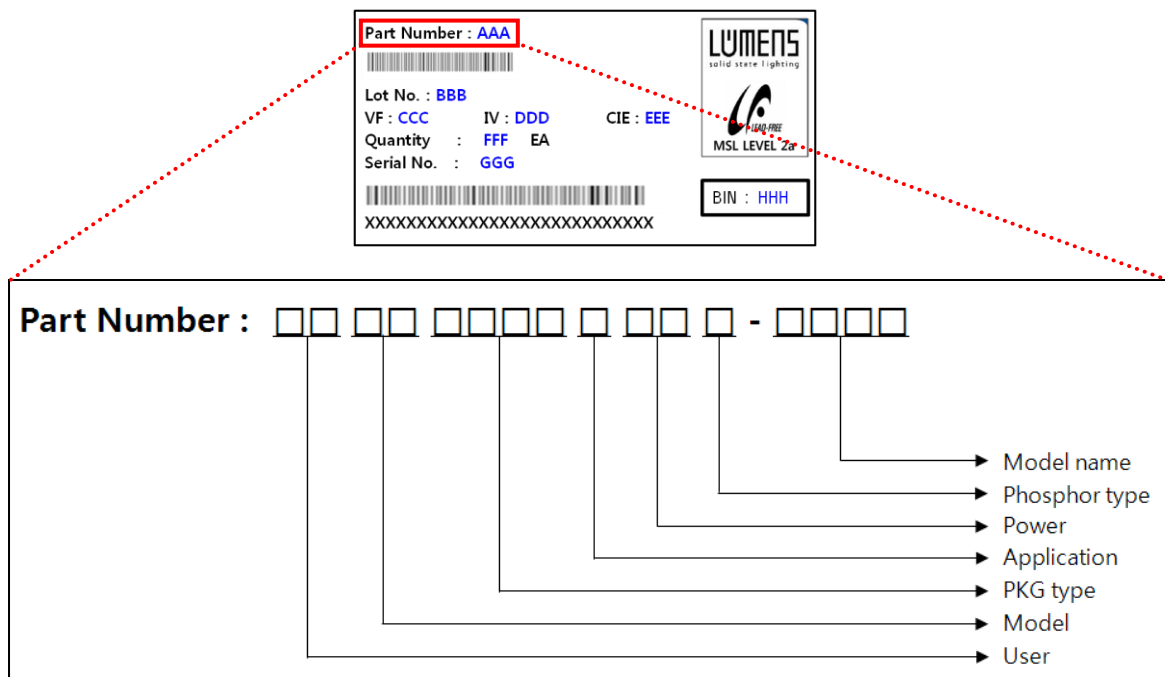 Part Number : AAA
LUMENS
solid state lighting
Lot No. : BBB
VF : CCC IV : DDD CIE : EEE
LEAD-FREE
Quantity : FFF EA
MSL LEVEL 2a
Serial No. : GGG
BIN : HHH
XXXXXXXXXXXXXXXXXXXXXXXXXXXX
Part Number : □□ □□ □□□□ □ □□ □ - □□□□
Model name
Phosphor type
Power
Application
PKG type
Model
User